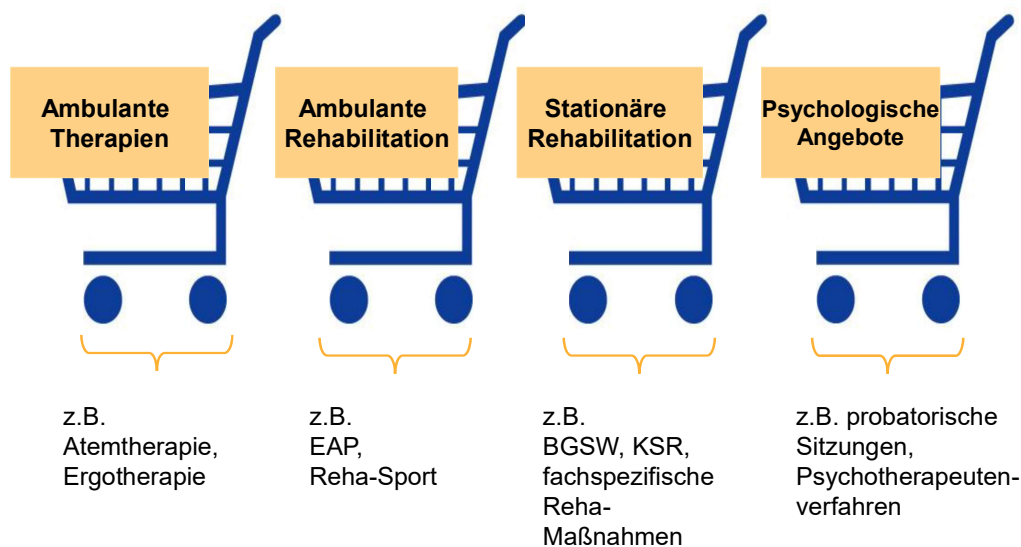 Ambulante
Therapien
Ambulante
Rehabilitation
Stationäre
Rehabilitation
Psychologische
Angebote
z.B.
Atemtherapie,
Ergotherapie
z.B.
EAP,
Reha-Sport
z.B.
BGSW, KSR,
fachspezifische
Reha-
Maßnahmen
z.B. probatorische
Sitzungen,
Psychotherapeuten-
verfahren